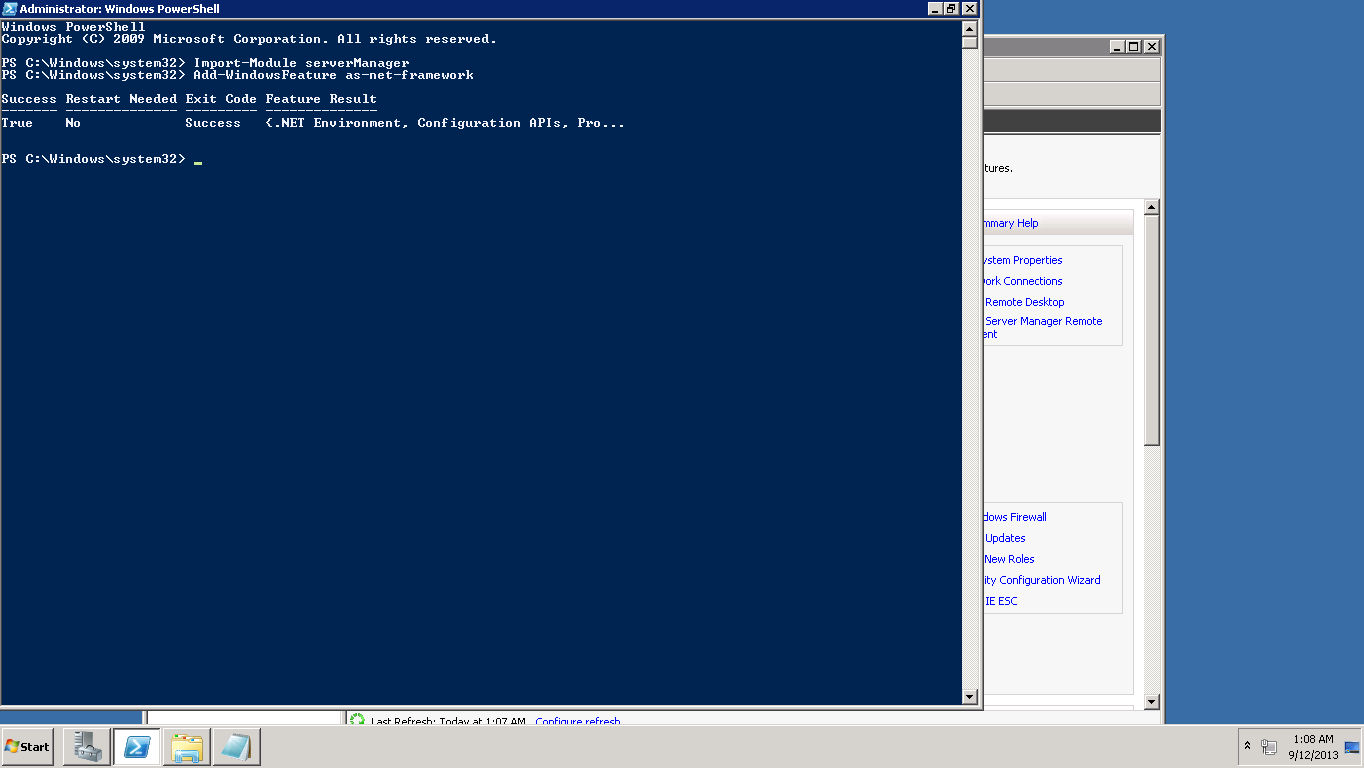 Administrator: Windows PowerShell
Windows PowerShell
Copyright (C) 2009 Microsoft Corporation. All rights reserved.
PS C:\Windows\system32> Import-Module serverManager
PS C:\Windows\system32> Add-WindowsFeature as-net-framework
Success Restart Needed Exit Code Feature Result
------- -------------- --------- --------------
True No Success {.NET Environment, Configuration APIs, Pro...
PS C:\Windows\system32> _
tures.
mmary Help
ystem Properties
ork Connections
Remote Desktop
Server Manager Remote
ent
dows Firewall
Updates
New Roles
ity Configuration Wizard
IE ESC
Last Refresh: Today at 1:07 AM Configure refresh
Start
1:08 AM
9/12/2013